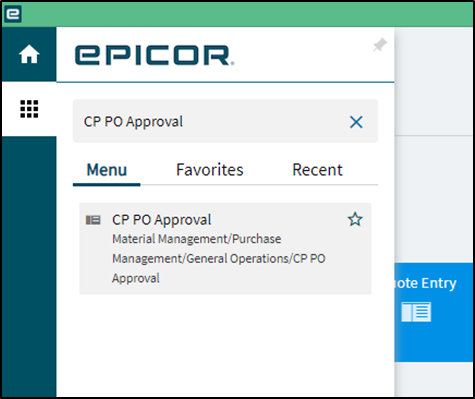 EPICOR®
CP PO Approval
Menu Favorites Recent
CP PO Approval
Material Management/Purchase
Management/General Operations/CP PO
Approval
Entry